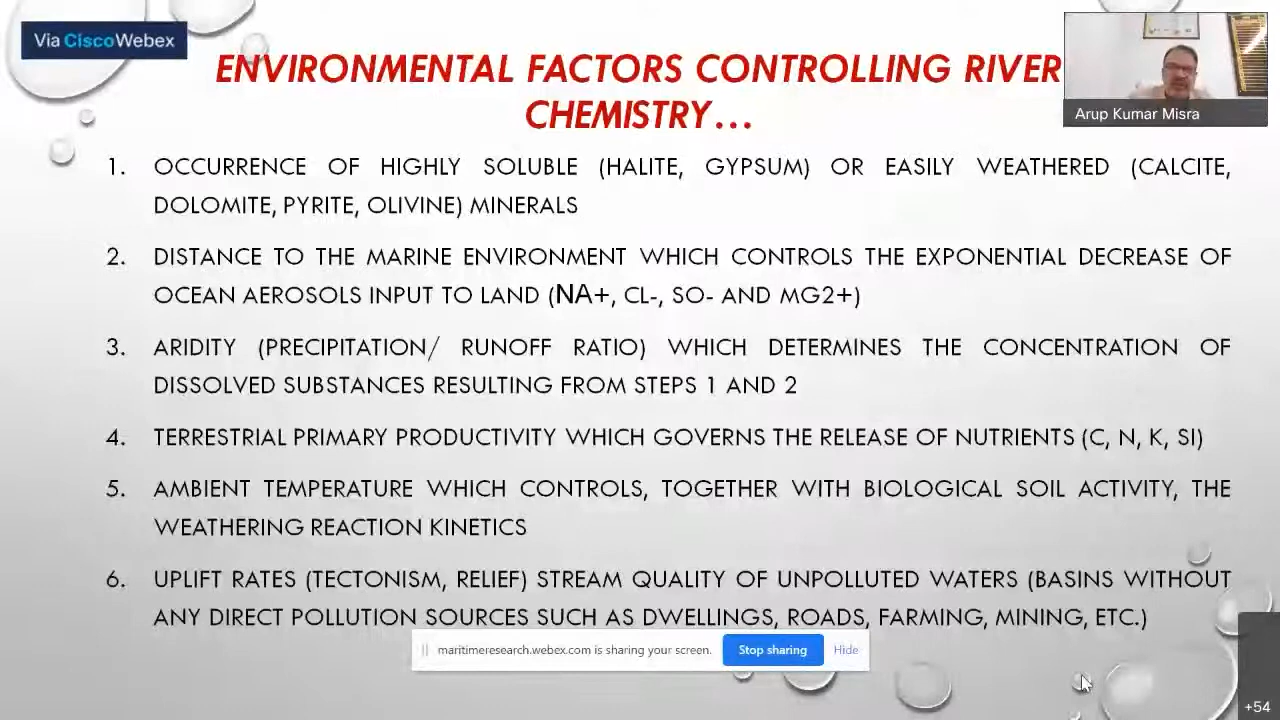 Via CiscoWebex
ENVIRONMENTAL FACTORS CONTROLLING RIVER
CHEMISTRY...
Arup Kumar Misra
1. OCCURRENCE OF HIGHLY SOLUBLE (HALITE, GYPSUM) OR EASILY WEATHERED (CALCITE,
DOLOMITE, PYRITE, OLIVINE) MINERALS
2. DISTANCE TO THE MARINE ENVIRONMENT WHICH CONTROLS THE EXPONENTIAL DECREASE OF
OCEAN AEROSOLS INPUT TO LAND (NA+, CL-, SO- AND MG2+)
3. ARIDITY (PRECIPITATION/ RUNOFF RATIO) WHICH DETERMINES THE CONCENTRATION OF
DISSOLVED SUBSTANCES RESULTING FROM STEPS 1 AND 2
4. TERRESTRIAL PRIMARY PRODUCTIVITY WHICH GOVERNS THE RELEASE OF NUTRIENTS (C, N, K, SI)
5. AMBIENT TEMPERATURE WHICH CONTROLS, TOGETHER WITH BIOLOGICAL SOIL ACTIVITY, THE
WEATHERING REACTION KINETICS
6. UPLIFT RATES (TECTONISM, RELIEF) STREAM QUALITY OF UNPOLLUTED WATERS (BASINS WITHOUT
ANY DIRECT POLLUTION SOURCES SUCH AS DWELLINGS, ROADS, FARMING, MINING, ETC.)
maritimeresearch.webex.com is sharing your screen. Stop sharing Hide
+54